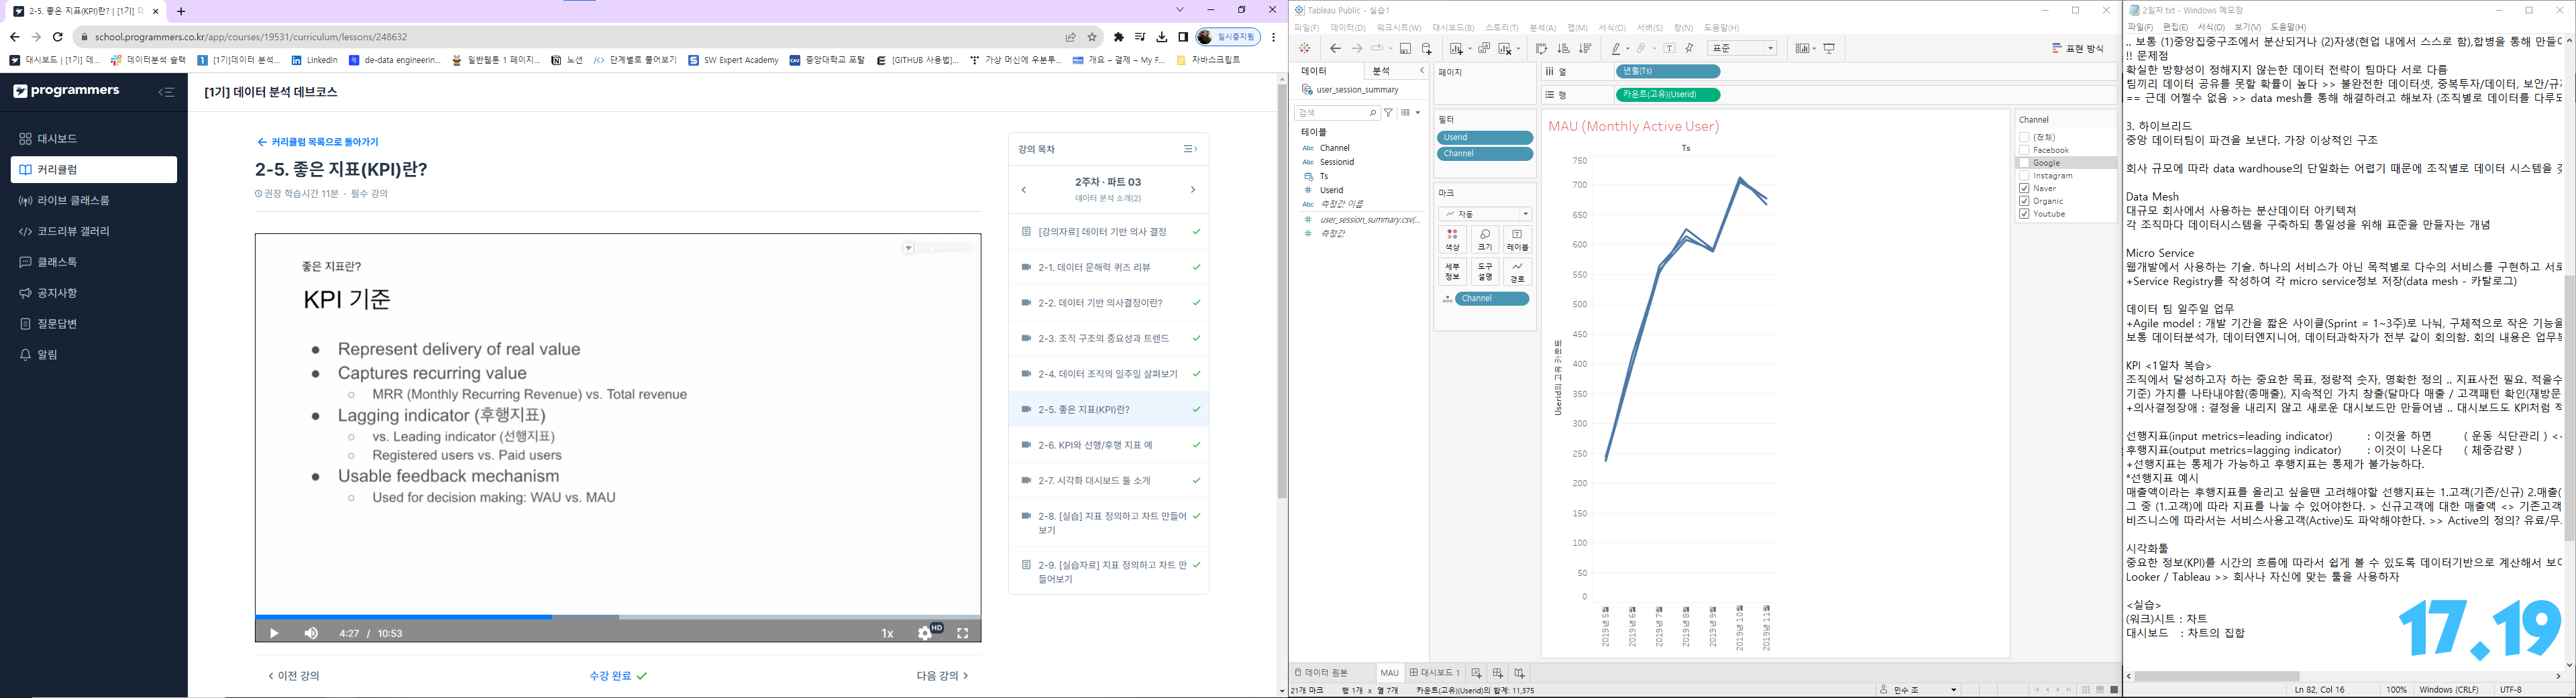 2-5. 좋은 지표(KPI)란? | [1기] 데
school.programmers.co.kr/app/courses/19531/curriculum/lessons/248632
일시중지됨
대시보드 | [1기] 데...
데이터분석 슬랙
[1기]데이터 분석...
LinkedIn
de-data engineerin...
일반웹툰 1 페이지...
노션
단계별로 풀어보기
SW Expert Academy
중앙대학교 포탈
[GITHUB 사용법]...
가상 머신에 우분투...
개요 – 결제 – My F...
자바스크립트
programmers
대시보드
커리큘럼
라이브 클래스룸
코드리뷰 갤러리
클래스톡
공지사항
질문답변
알림
[1기] 데이터 분석 데브코스
커리큘럼 목록으로 돌아가기
2-5. 좋은 지표(KPI)란?
권장 학습시간 11분 · 필수 강의
programmers
좋은 지표란?
KPI 기준
Represent delivery of real value
Captures recurring value
MRR (Monthly Recurring Revenue) vs. Total revenue
Lagging indicator (후행지표)
vs. Leading indicator (선행지표)
Registered users vs. Paid users
Usable feedback mechanism
Used for decision making: WAU vs. MAU
4:27 / 10:53
1x
HD
이전 강의
수강 완료
다음 강의
강의 목차
2주차 · 파트 03
데이터 분석 소개(2)
[강의자료] 데이터 기반 의사 결정
2-1. 데이터 문해력 퀴즈 리뷰
2-2. 데이터 기반 의사결정이란?
2-3. 조직 구조의 중요성과 트렌드
2-4. 데이터 조직의 일주일 살펴보기
2-5. 좋은 지표(KPI)란?
2-6. KPI와 선행/후행 지표 예
2-7. 시각화 대시보드 툴 소개
2-8. [실습] 지표 정의하고 차트 만들어
보기
2-9. [실습자료] 지표 정의하고 차트 만
들어보기
Tableau Public - 실습1
파일(F) 데이터(D) 워크시트(W) 대시보드(B) 스토리(T) 분석(A) 맵(M) 서식(O) 서버(S) 창(N) 도움말(H)
표준
표현 방식
데이터
분석
user_session_summary
검색
테이블
Abc Channel
Abc Sessionid
Ts
Userid
Abc 측정값 이름
user_session_summary.csv(...
측정값
페이지
필터
Userid
Channel
마크
자동
색상 크기 레이블
세부 정보
도구 설명
경로
Channel
열
년월(Ts)
행
카운트(고유)(Userid)
MAU (Monthly Active User)
Ts
750
700
650
600
550
500
450
400
350
300
250
200
150
100
50
0
Userid의 고유 카운트
2019년 5월
2019년 6월
2019년 7월
2019년 8월
2019년 9월
2019년 10월
2019년 11월
Channel
(전체)
Facebook
Google
Instagram
Naver
Organic
Youtube
데이터 원본
MAU
대시보드 1
21개 마크 행 1개 x 열 7개 카운트(고유)(Userid)의 합계: 11,375
민수 조
2일차.txt - Windows 메모장
파일(F) 편집(E) 서식(O) 보기(V) 도움말(H)
.. 보통 (1)중앙집중구조에서 분산되거나 (2)자생(현업 내에서 스스로 함),합병을 통해 만들어
!! 문제점
확실한 방향성이 정해지지 않는한 데이터 전략이 팀마다 서로 다름
팀끼리 데이터 공유를 못할 확률이 높다 >> 불완전한 데이터셋, 중복투자/데이터, 보안/규
== 근데 어쩔수 없음 >> data mesh를 통해 해결하려고 해보자 (조직별로 데이터를 다루되
3. 하이브리드
중앙 데이터팀이 파견을 보낸다. 가장 이상적인 구조
회사 규모에 따라 data wardhouse의 단일화는 어렵기 때문에 조직별로 데이터 시스템을 갖
Data Mesh
대규모 회사에서 사용하는 분산데이터 아키텍쳐
각 조직마다 데이터시스템을 구축하되 통일성을 위해 표준을 만들자는 개념
Micro Service
웹개발에서 사용하는 기술. 하나의 서비스가 아닌 목적별로 다수의 서비스를 구현하고 서로
+Service Registry를 작성하여 각 micro service정보 저장(data mesh - 카탈로그)
데이터 팀 일주일 업무
+Agile model : 개발 기간을 짧은 사이클(Sprint = 1~3주)로 나눠, 구체적으로 작은 기능을
보통 데이터분석가, 데이터엔지니어, 데이터과학자가 전부 같이 회의함. 회의 내용은 업무
KPI <1일차 복습>
조직에서 달성하고자 하는 중요한 목표, 정량적 숫자, 명확한 정의 .. 지표사전 필요. 적을수
기준) 가치를 나타내야함(총매출), 지속적인 가치 창출(달마다 매출 / 고객패턴 확인(재방문
+의사결정장애 : 결정을 내리지 않고 새로운 대시보드만 만들어냄 .. 대시보드도 KPI처럼 적
선행지표(input metrics=leading indicator) : 이것을 하면 ( 운동 식단관리 ) <
후행지표(output metrics=lagging indicator) : 이것이 나온다 ( 체중감량 )
+선행지표는 통제가 가능하고 후행지표는 통제가 불가능하다.
*선행지표 예시
매출액이라는 후행지표를 올리고 싶을땐 고려해야할 선행지표는 1.고객(기존/신규) 2.매출(
그 중 (1.고객)에 따라 지표를 나눌 수 있어야한다. > 신규고객에 대한 매출액 <> 기존고객
비즈니스에 따라서는 서비스사용고객(Active)도 파악해야한다. >> Active의 정의? 유료/무
시각화툴
중요한 정보(KPI)를 시간의 흐름에 따라서 쉽게 볼 수 있도록 데이터기반으로 계산해서 보
Looker / Tableau >> 회사나 자신에 맞는 툴을 사용하자
<실습>
(워크)시트 : 차트
대시보드 : 차트의 집합
17.19
Ln 82, Col 16 100% Windows (CRLF) UTF-8